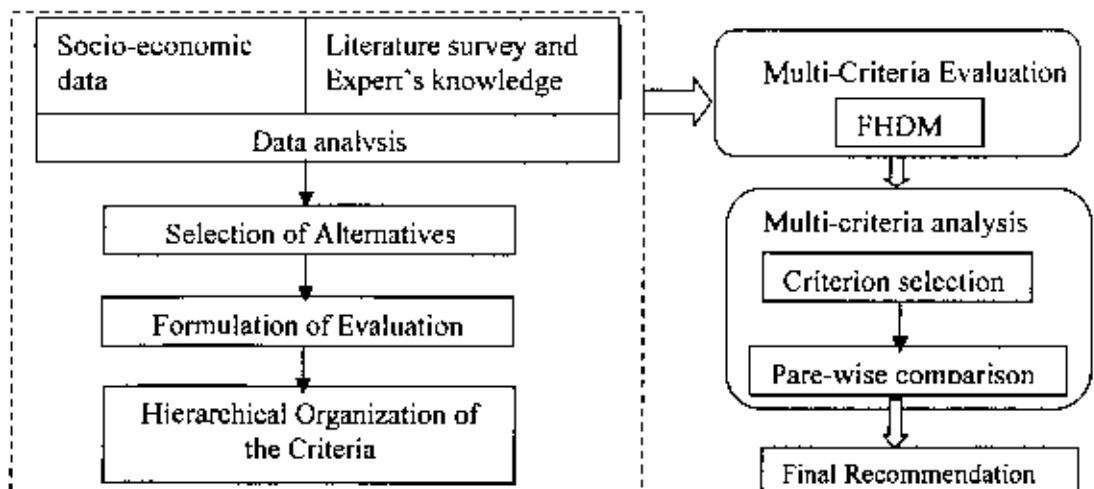 Socio-economic
data
Literature survey and
Expert's knowledge
Data analysis
Selection of Alternatives
Formulation of Evaluation
Hierarchical Organization of
the Criteria
Multi-Criteria Evaluation
FHDM
Multi-criteria analysis
Criterion selection
Pare-wise comparison
Final Recommendation